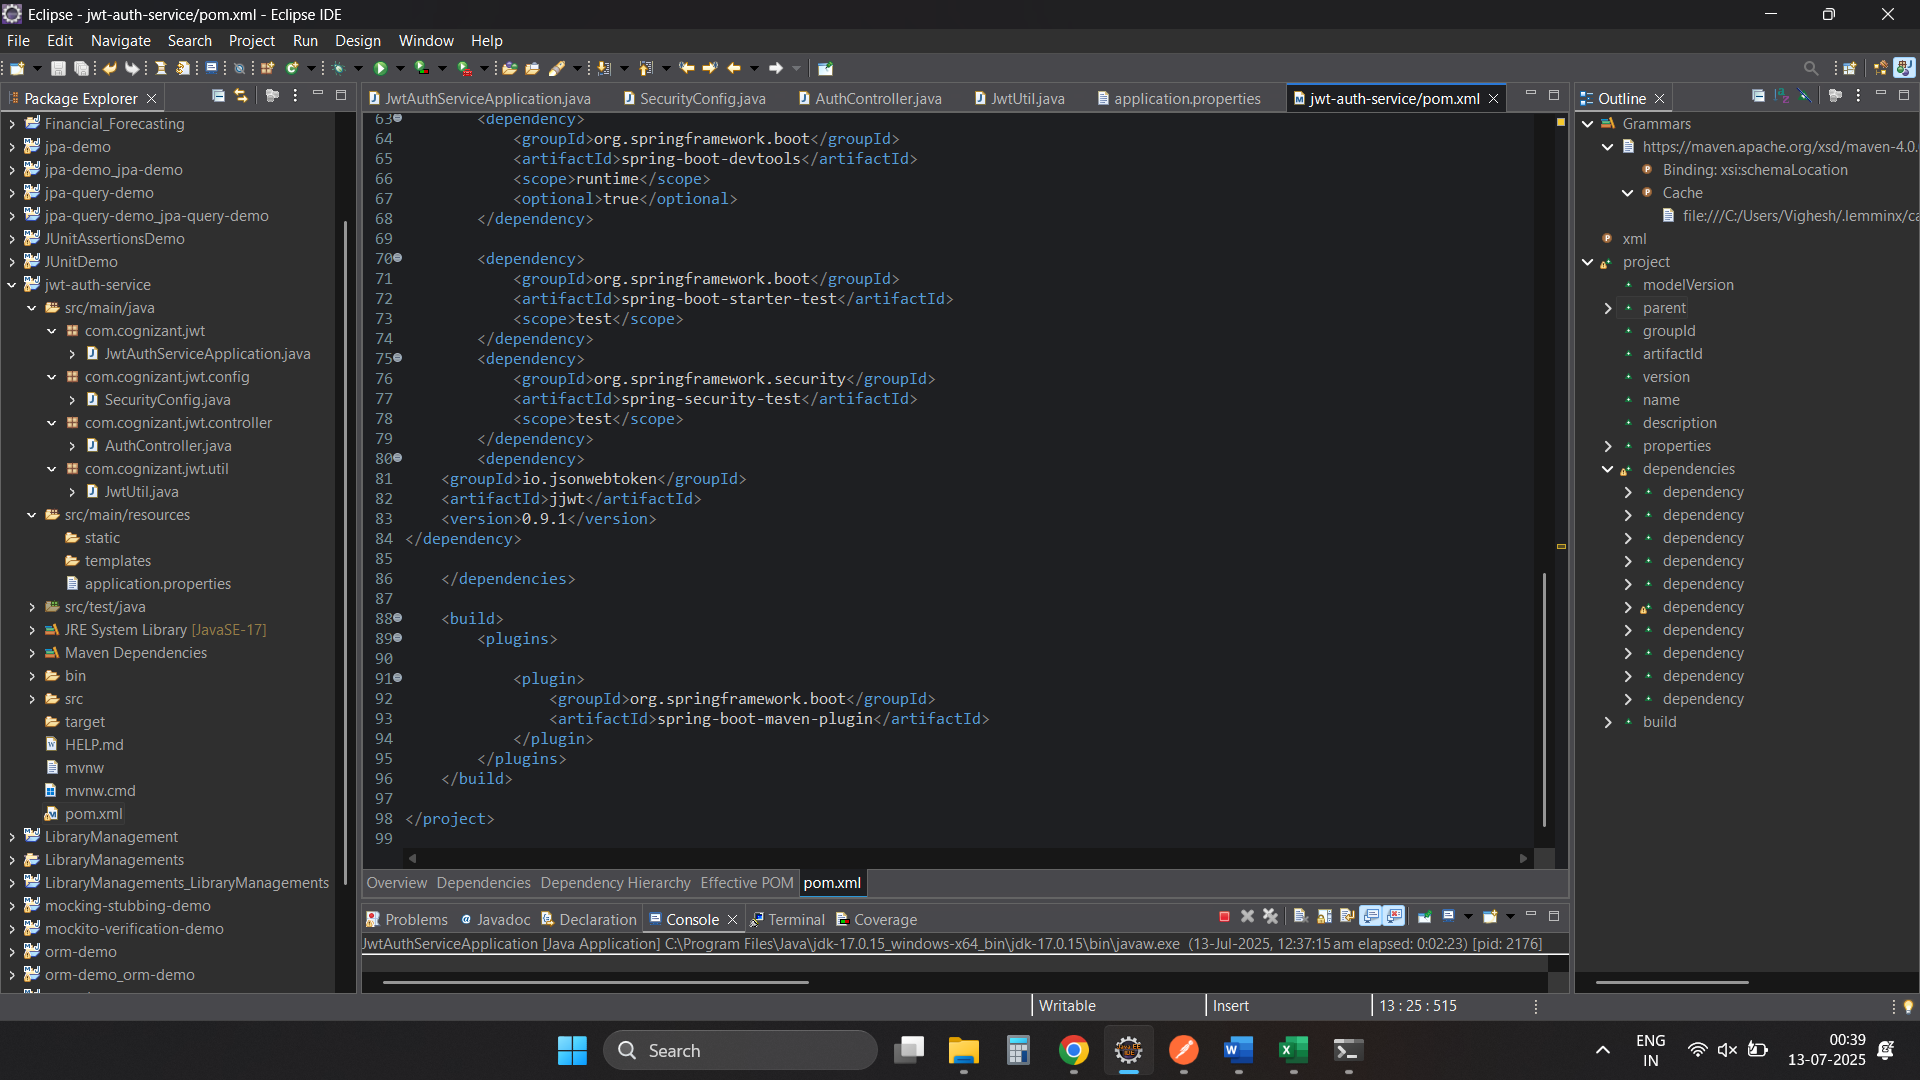 Eclipse - jwt-auth-service/pom.xml - Eclipse IDE
File Edit Navigate Search Project Run Design Window Help
Package Explorer
Financial_Forecasting
jpa-demo
jpa-demo_jpa-demo
jpa-query-demo
jpa-query-demo_jpa-query-demo
JUnitAssertionsDemo
JUnitDemo
jwt-auth-service
src/main/java
com.cognizant.jwt
JwtAuthServiceApplication.java
com.cognizant.jwt.config
SecurityConfig.java
com.cognizant.jwt.controller
AuthController.java
com.cognizant.jwt.util
JwtUtil.java
src/main/resources
static
templates
application.properties
src/test/java
JRE System Library [JavaSE-17]
Maven Dependencies
bin
src
target
HELP.md
mvnw
mvnw.cmd
pom.xml
LibraryManagement
LibraryManagements
LibraryManagements_LibraryManagements
mocking-stubbing-demo
mockito-verification-demo
orm-demo
orm-demo_orm-demo
JwtAuthServiceApplication.java SecurityConfig.java AuthController.java JwtUtil.java application.properties jwt-auth-service/pom.xml
63 <dependency>
64 <groupId>org.springframework.boot</groupId>
65 <artifactId>spring-boot-devtools</artifactId>
66 <scope>runtime</scope>
67 <optional>true</optional>
68 </dependency>
69
70 <dependency>
71 <groupId>org.springframework.boot</groupId>
72 <artifactId>spring-boot-starter-test</artifactId>
73 <scope>test</scope>
74 </dependency>
75 <dependency>
76 <groupId>org.springframework.security</groupId>
77 <artifactId>spring-security-test</artifactId>
78 <scope>test</scope>
79 </dependency>
80 <dependency>
81 <groupId>io.jsonwebtoken</groupId>
82 <artifactId>jjwt</artifactId>
83 <version>0.9.1</version>
84 </dependency>
85
86 </dependencies>
87
88 <build>
89 <plugins>
90
91 <plugin>
92 <groupId>org.springframework.boot</groupId>
93 <artifactId>spring-boot-maven-plugin</artifactId>
94 </plugin>
95 </plugins>
96 </build>
97
98 </project>
99
Overview Dependencies Dependency Hierarchy Effective POM pom.xml
Problems Javadoc Declaration Console Terminal Coverage
JwtAuthServiceApplication [Java Application] C:\Program Files\Java\jdk-17.0.15_windows-x64_bin\jdk-17.0.15\bin\javaw.exe (13-Jul-2025, 12:37:15 am elapsed: 0:02:23) [pid: 2176]
Outline
Grammars
https://maven.apache.org/xsd/maven-4.0.
Binding: xsi:schemaLocation
Cache
file:///C:/Users/Vighesh/.lemminx/ca
xml
project
modelVersion
parent
groupId
artifactId
version
name
description
properties
dependencies
dependency
dependency
dependency
dependency
dependency
dependency
dependency
dependency
dependency
dependency
build
Writable Insert 13 : 25 : 515
Search
ENG
IN
00:39
13-07-2025